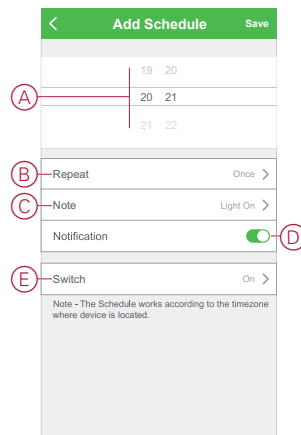 Add Schedule Save
19 20
A 20 21
21 22
B Repeat Once
C Note Light On
Notification D
E Switch On
Note - The Schedule works according to the timezone
where device is located.